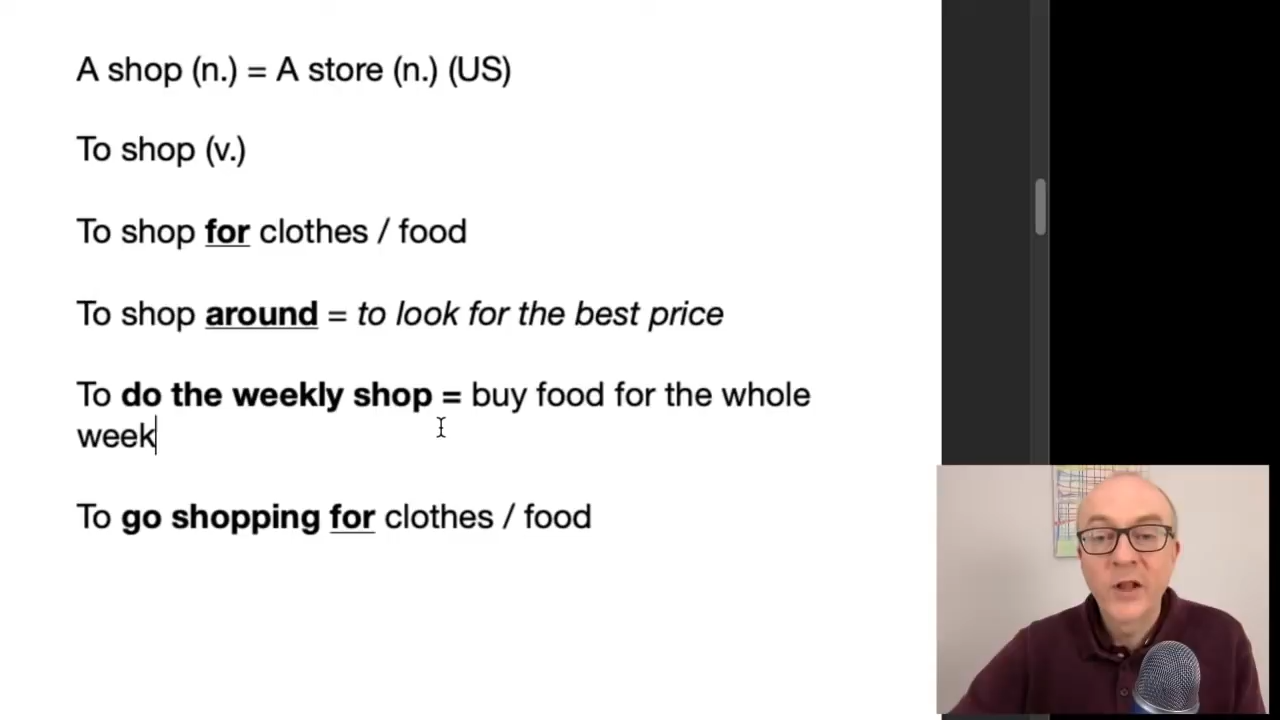 A shop (n.) = A store (n.) (US)
To shop (v.)
To shop for clothes / food
To shop around = to look for the best price
To do the weekly shop = buy food for the whole
week
To go shopping for clothes / food